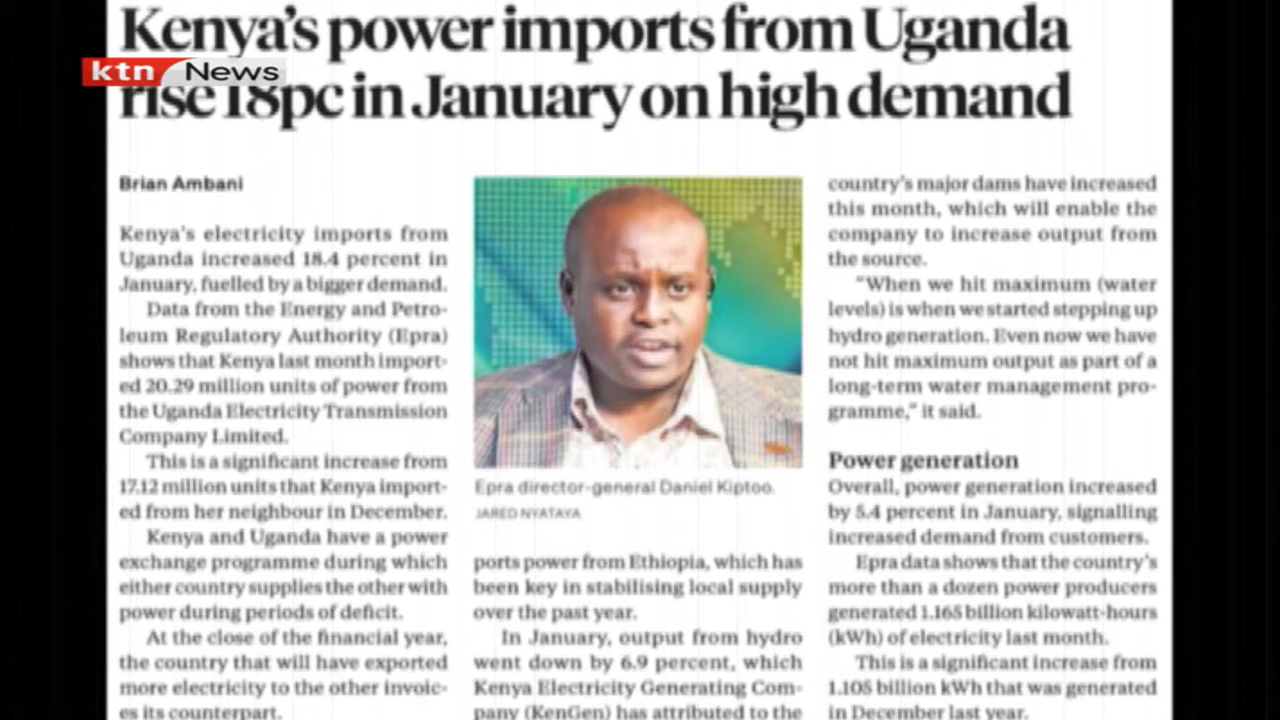 Kenya's power imports from Uganda
ktn News
rise 18pc in January on high demand
Brian Ambani
Kenya's electricity imports from
Uganda increased 18.4 percent in
January, fuelled by a bigger demand.
Data from the Energy and Petro-
leum Regulatory Authority (Epra)
shows that Kenya last month import-
ed 20.29 million units of power from
the Uganda Electricity Transmission
Company Limited.
This is a significant increase from
17.12 million units that Kenya import-
ed from her neighbour in December.
Kenya and Uganda have a power
exchange programme during which
either country supplies the other with
power during periods of deficit.
At the close of the financial year,
the country that will have exported
more electricity to the other invoic-
es its counterpart.
Epra director-general Daniel Kiptoo.
JARED NYATAYA
ports power from Ethiopia, which has
been key in stabilising local supply
over the past year.
In January, output from hydro
went down by 6.9 percent, which
Kenya Electricity Generating Com-
pany (KenGen) has attributed to the
country's major dams have increased
this month, which will enable the
company to increase output from
the source.
"When we hit maximum (water
levels) is when we started stepping up
hydro generation. Even now we have
not hit maximum output as part of a
long-term water management pro-
gramme," it said.
Power generation
Overall, power generation increased
by 5.4 percent in January, signalling
increased demand from customers.
Epra data shows that the country's
more than a dozen power producers
generated 1.165 billion kilowatt-hours
(kWh) of electricity last month.
This is a significant increase from
1.105 billion kWh that was generated
in December last year.